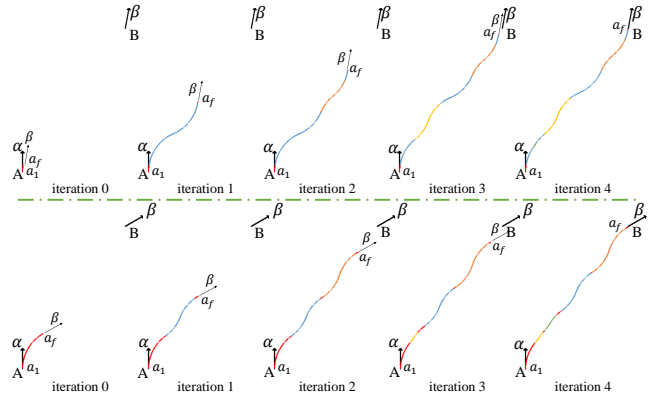 β β β β β
B B B B B
a_f
β
a_f
β
a_f
β
a_f
β
α a_f
α α α α
A a_1 A a_1 A a_1 A a_1 A a_1
iteration 0 iteration 1 iteration 2 iteration 3 iteration 4
β β β β
B B B B B
a_f
β
a_f
β
a_f
β
a_f
β
a_f
α α α α α
A a_1 A a_1 A a_1 A a_1 A a_1
iteration 0 iteration 1 iteration 2 iteration 3 iteration 4